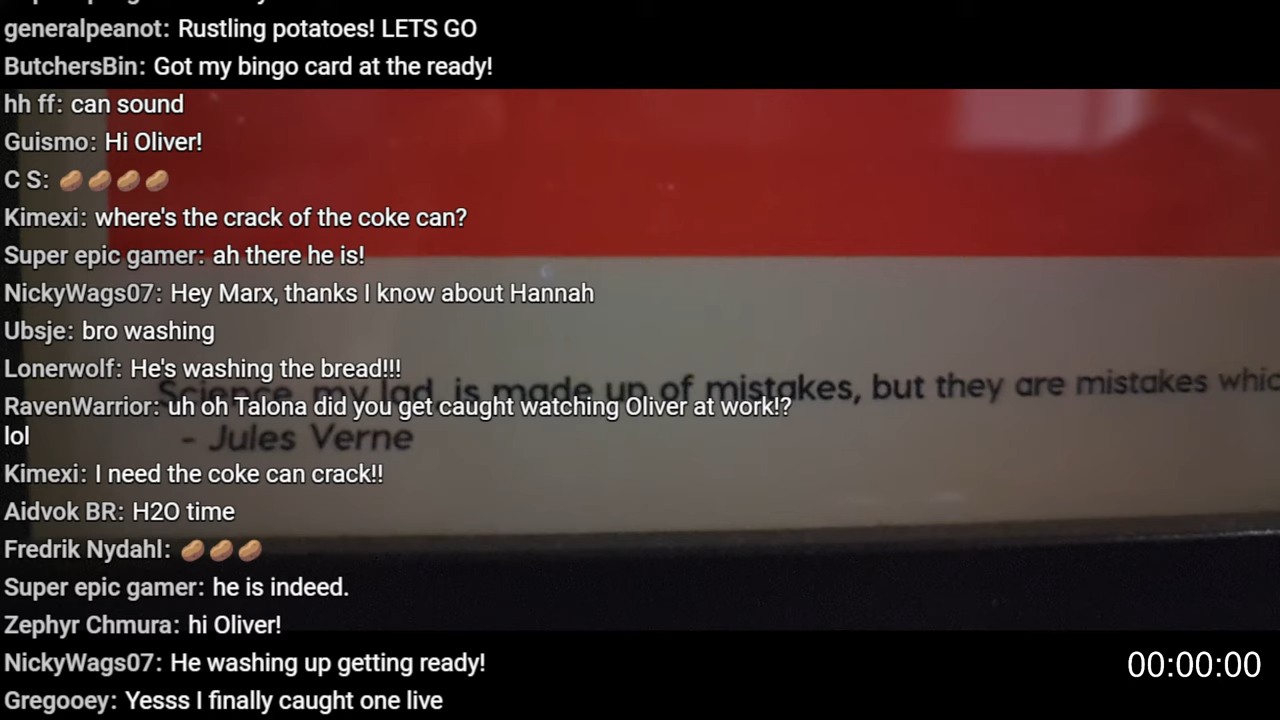 generalpeanot: Rustling potatoes! LETS GO
ButchersBin: Got my bingo card at the ready!
hh ff: can sound
Guismo: Hi Oliver!
C S: 🥜🥜🥜🥜
Kimexi: where's the crack of the coke can?
Super epic gamer: ah there he is!
NickyWags07: Hey Marx, thanks I know about Hannah
Ubsje: bro washing
Lonerwolf: He's washing the bread!!!
Science, my lad, is made up of mistakes, but they are mistakes
RavenWarrior: uh oh Talona did you get caught watching Oliver at work!?
lol
- Jules Verne
Kimexi: I need the coke can crack!!
Aidvok BR: H2O time
Fredrik Nydahl: 🥜🥜🥜
Super epic gamer: he is indeed.
Zephyr Chmura: hi Oliver!
NickyWags07: He washing up getting ready!
00:00:00
Gregooey: Yesss I finally caught one live